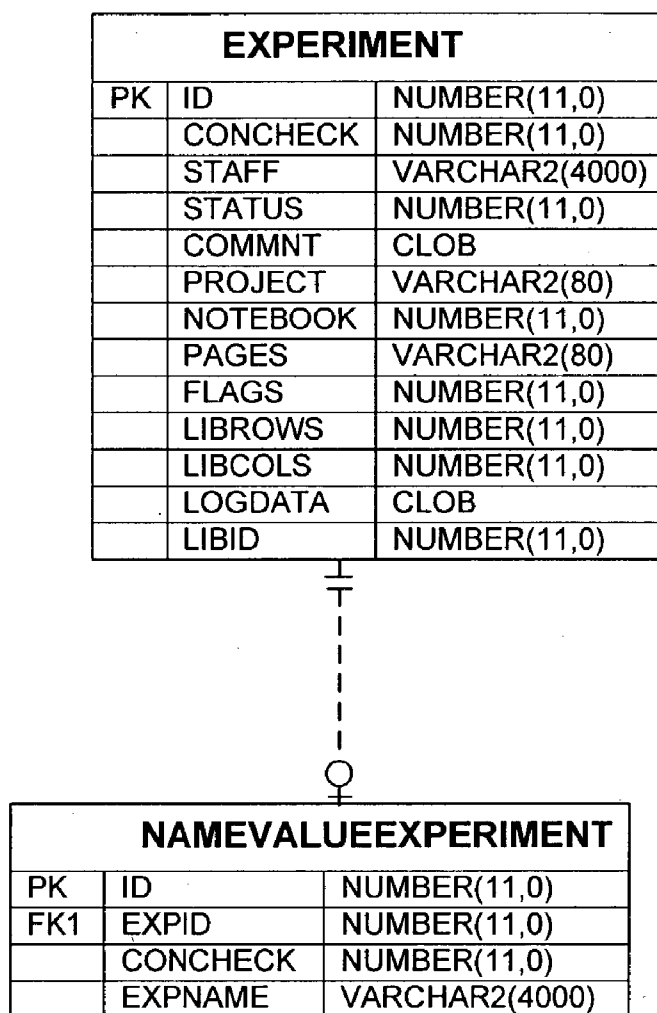 EXPERIMENT
PK ID NUMBER(11,0)
CONCHECK NUMBER(11,0)
STAFF VARCHAR2(4000)
STATUS NUMBER(11,0)
COMMNT CLOB
PROJECT VARCHAR2(80)
NOTEBOOK NUMBER(11,0)
PAGES VARCHAR2(80)
FLAGS NUMBER(11,0)
LIBROWS NUMBER(11,0)
LIBCOLS NUMBER(11,0)
LOGDATA CLOB
LIBID NUMBER(11,0)
NAMEVALUEEXPERIMENT
PK ID NUMBER(11,0)
FK1 EXPID NUMBER(11,0)
CONCHECK NUMBER(11,0)
EXPNAME VARCHAR2(4000)